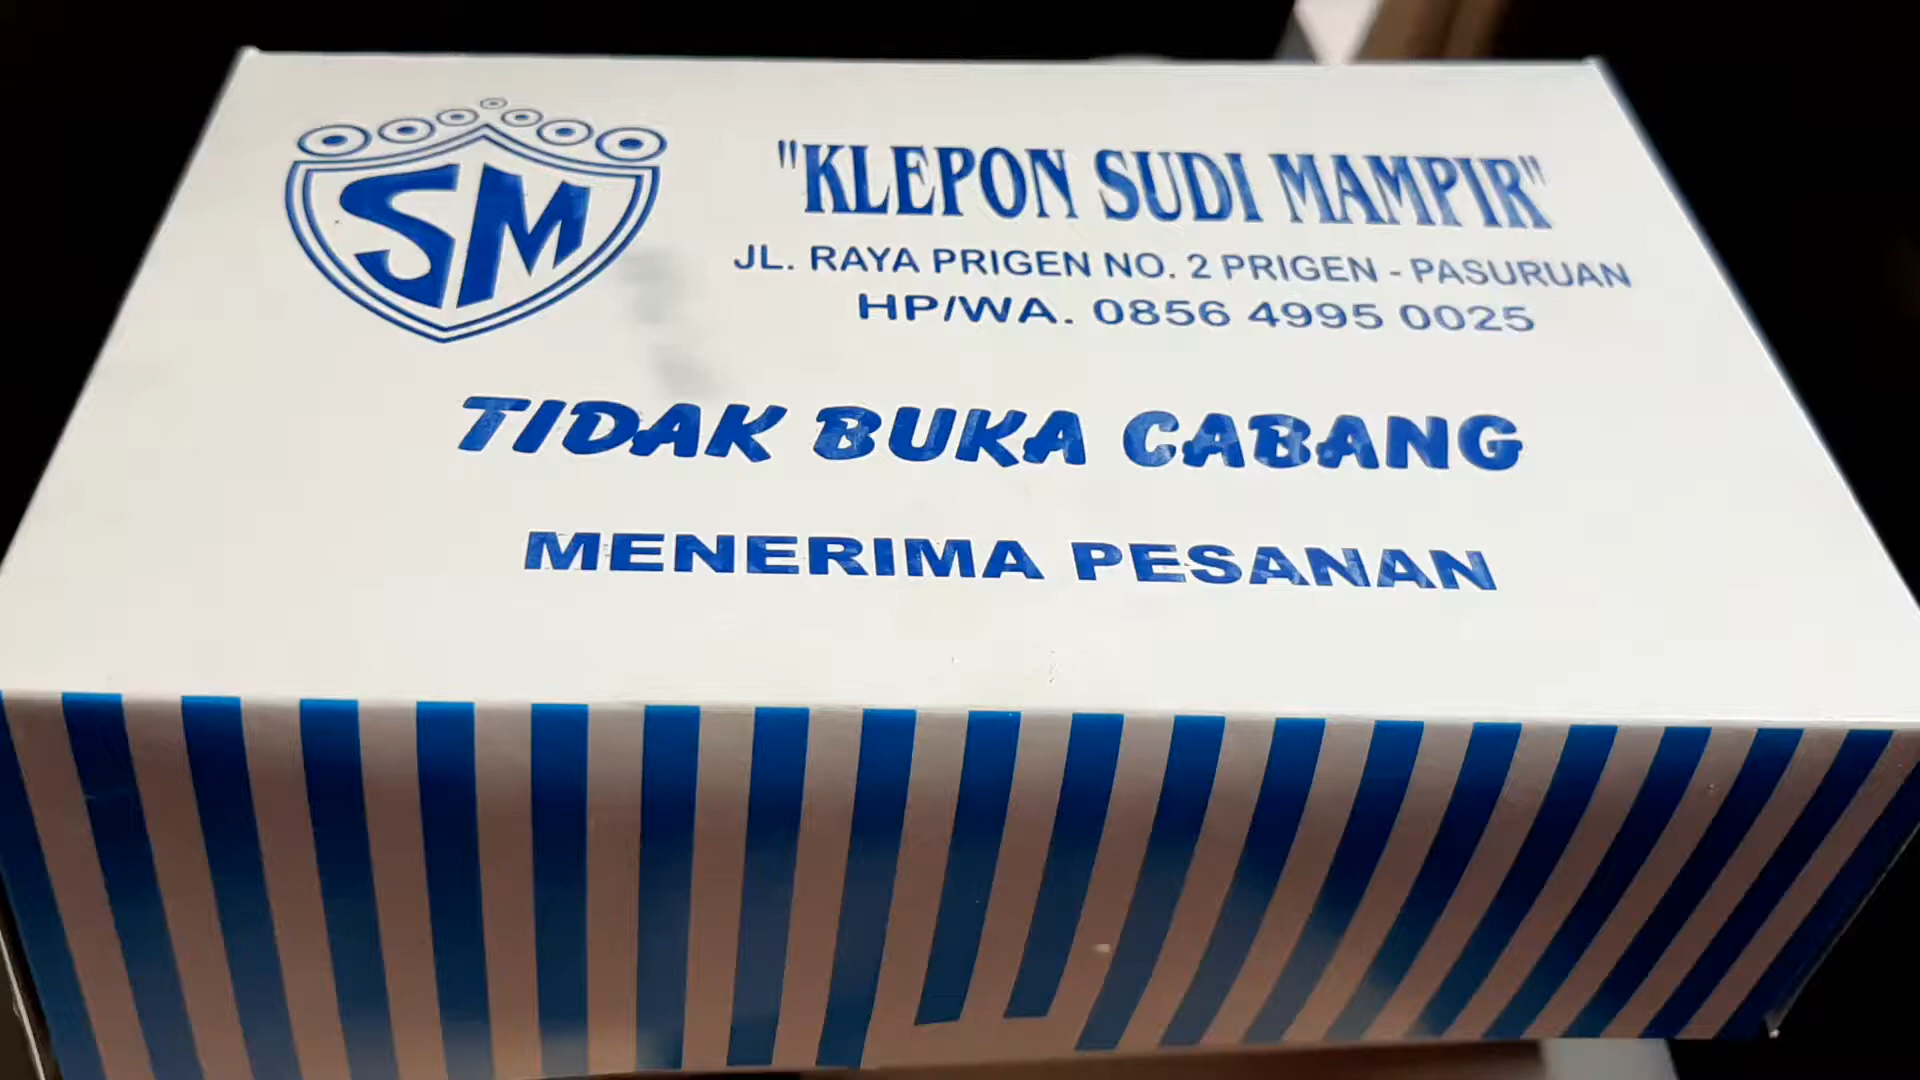 SM
"KLEPON SUDI MAMPIR"
JL. RAYA PRIGEN NO. 2 PRIGEN - PASURUAN
HP/WA. 0856 4995 0025
TIDAK BUKA CABANG
MENERIMA PESANAN